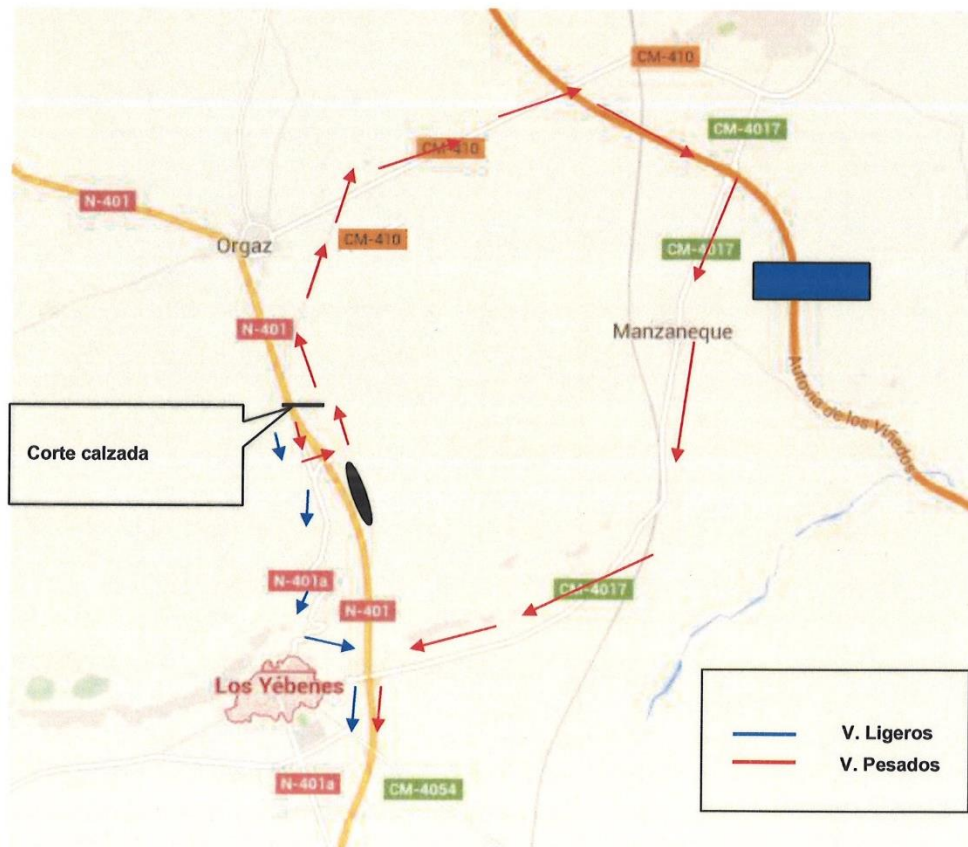 CM-410
CM-4017
CM-410
N-401
Orgaz
CM-410
CM-4017
N-401
Manzaneque
Autovía de los Viñedos
Corte calzada
N-401a
CM-4017
N-401
Los Yébenes
N-401a
CM-4054
V. Ligeros
V. Pesados